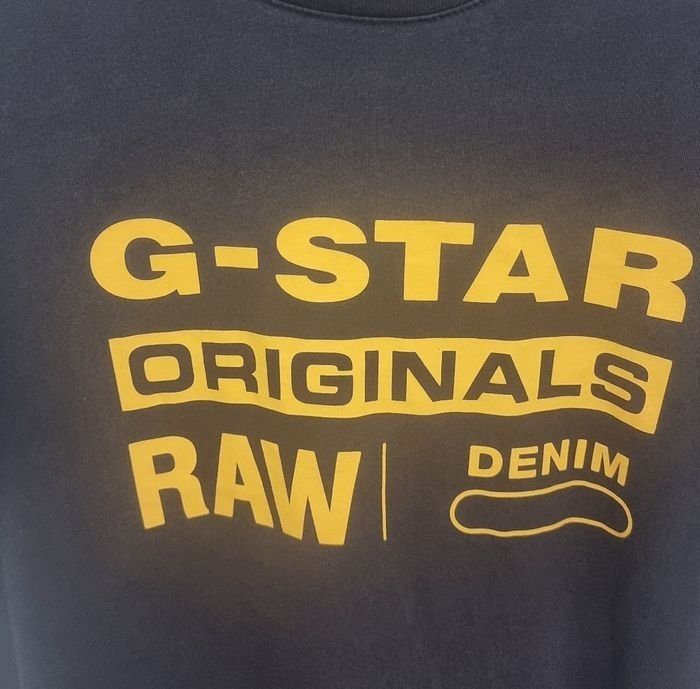 G-STAR
ORIGINALS
RAW | DENIM